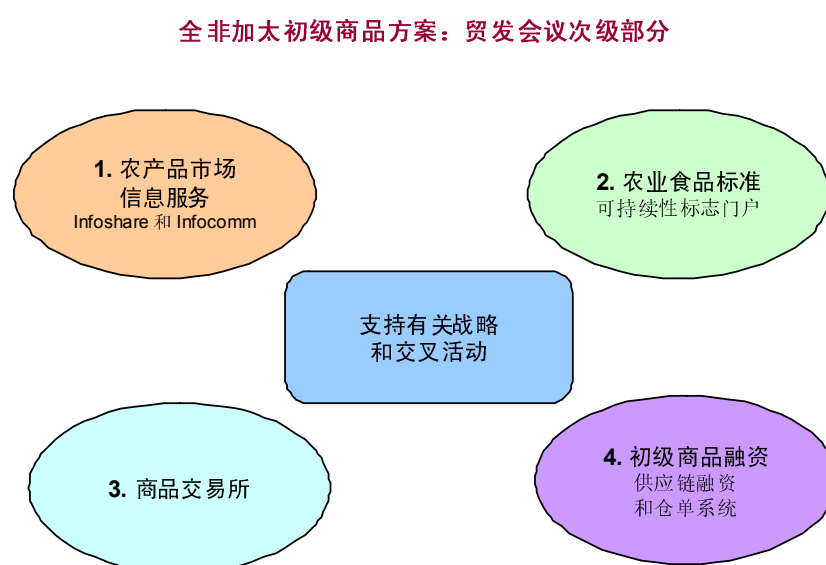 全非加太初级商品方案：贸发会议次级部分
1. 农产品市场
信息服务
Infoshare 和 Infocomm
2. 农业食品标准
可持续性标志门户
支持有关战略
和交叉活动
3. 商品交易所
4. 初级商品融资
供应链融资
和仓单系统